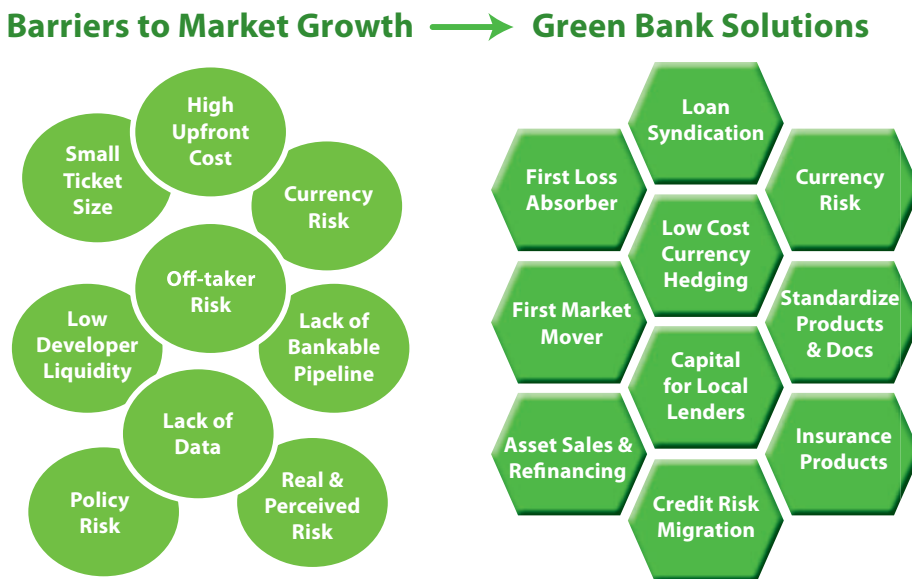 Barriers to Market Growth
Green Bank Solutions
High
Upfront
Cost
Small
Ticket
Size
Currency
Risk
Off-taker
Risk
Low
Developer
Liquidity
Lack of
Bankable
Pipeline
Lack of
Data
Policy
Risk
Real &
Perceived
Risk
Loan
Syndication
First Loss
Absorber
Currency
Risk
Low Cost
Currency
Hedging
First Market
Mover
Standardize
Products
& Docs
Capital
for Local
Lenders
Asset Sales &
Refinancing
Insurance
Products
Credit Risk
Migration